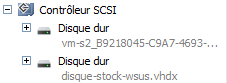 Contrôleur SCSI
Disque dur
vm-s2_B9218045-C9A7-4693-...
Disque dur
disque-stock-wsus.vhdx